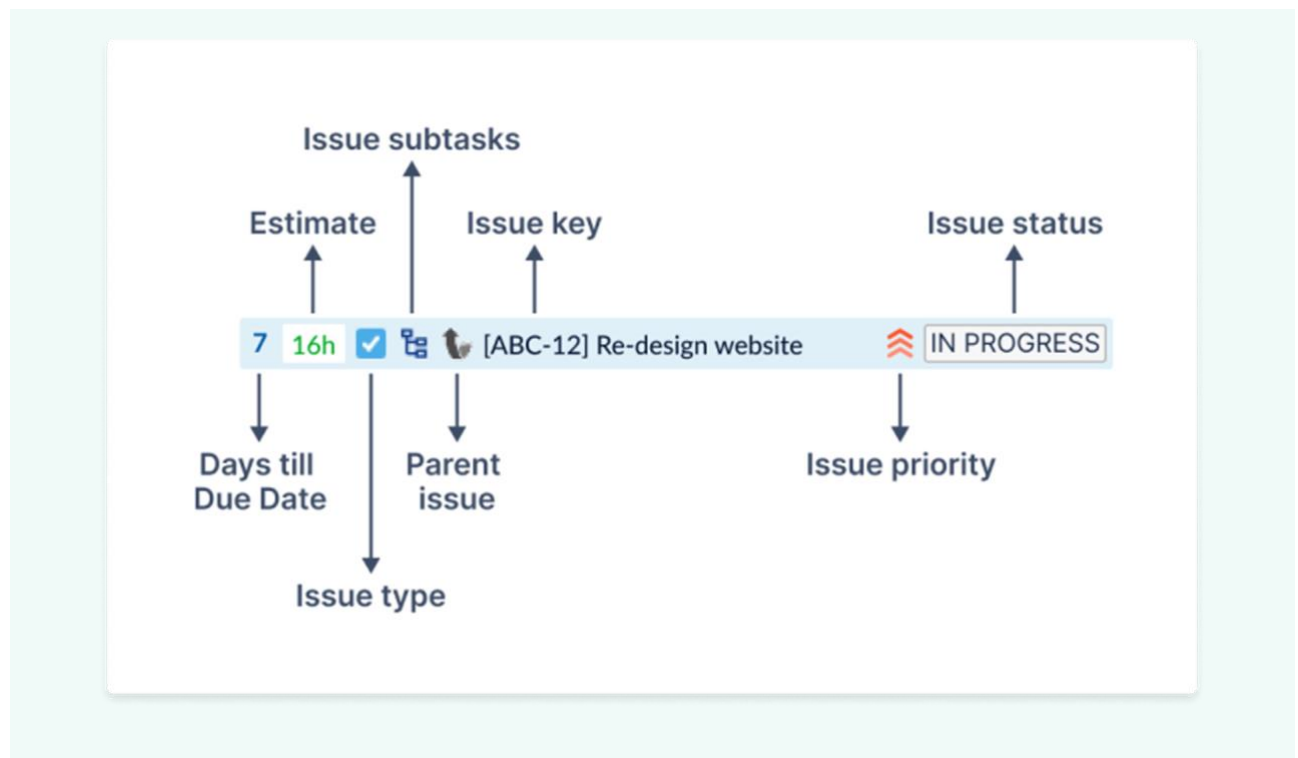 Issue subtasks
Estimate
Issue key
Issue status
7 16h [ABC-12] Re-design website IN PROGRESS
Days till
Due Date
Parent
issue
Issue priority
Issue type